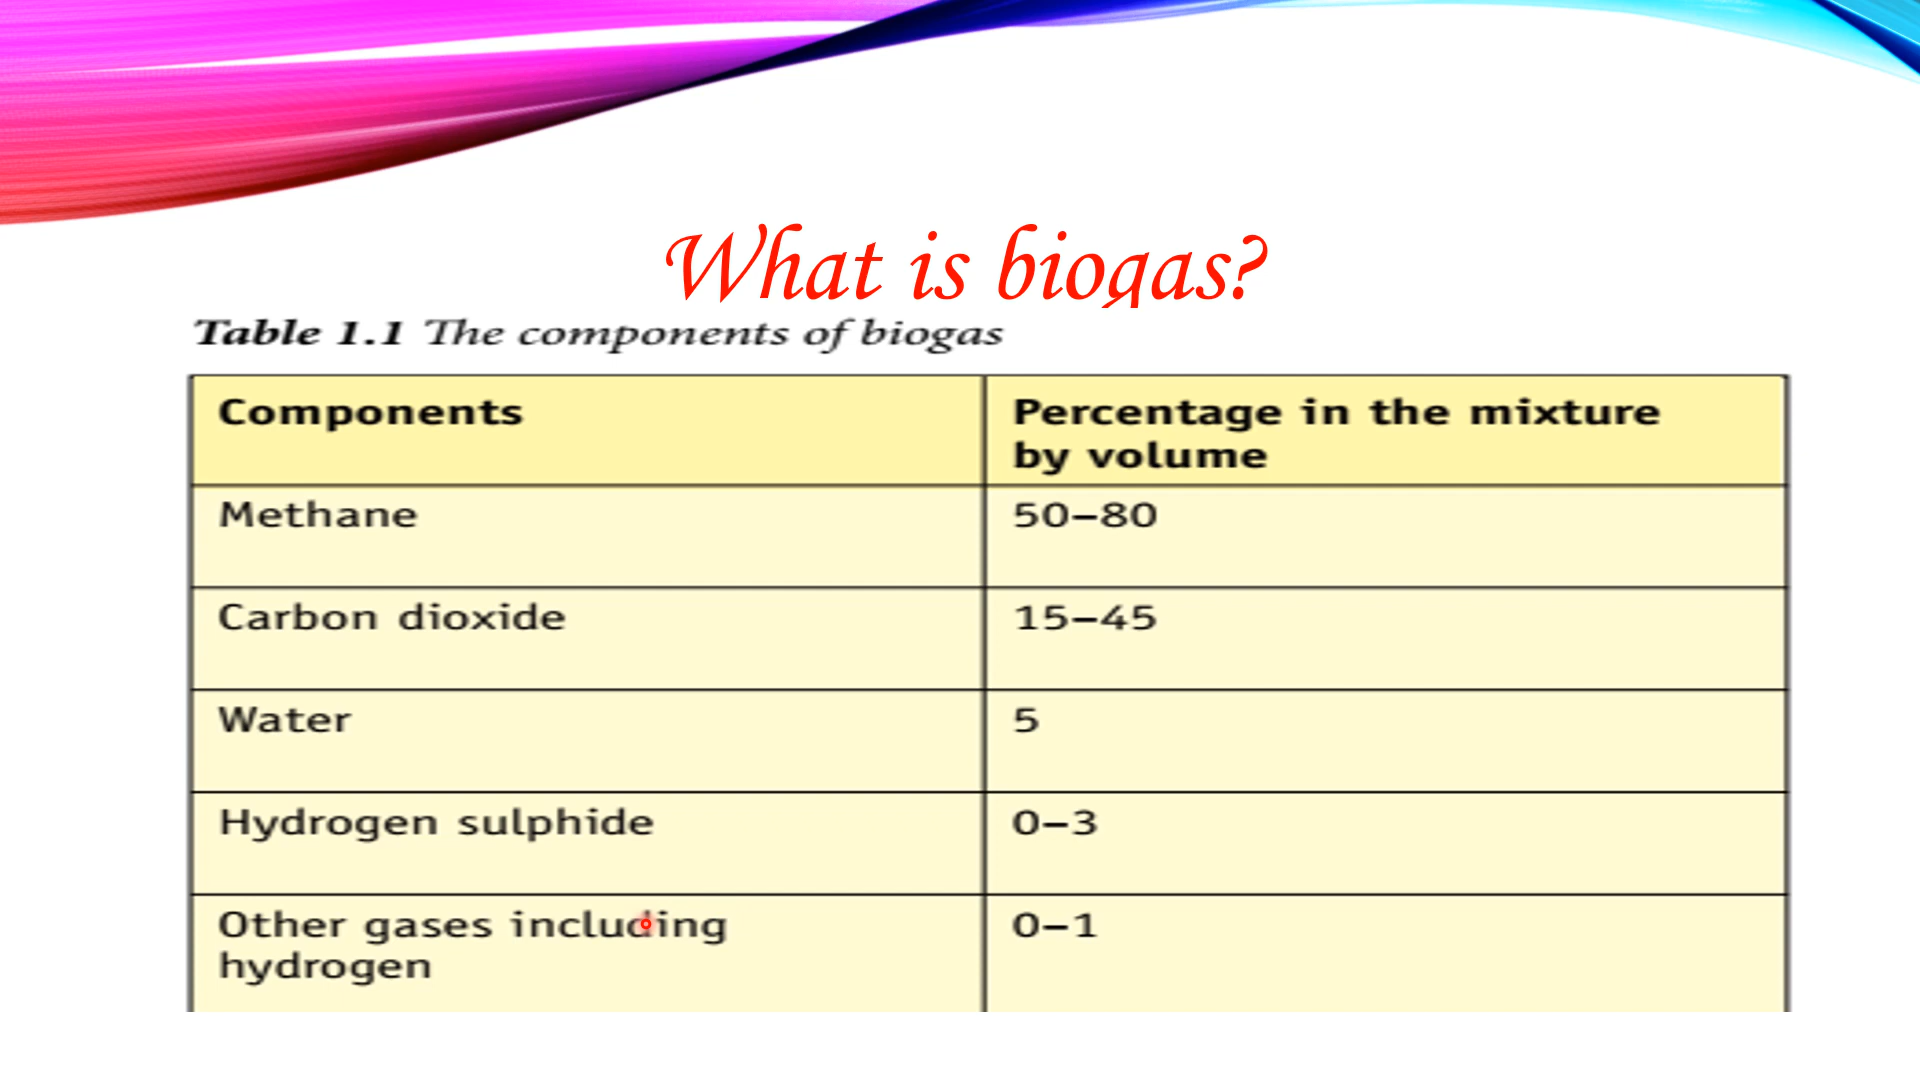 What is biogas?
Table 1.1 The components of biogas
Components
Percentage in the mixture
by volume
Methane
50–80
Carbon dioxide
15–45
Water
5
Hydrogen sulphide
0–3
Other gases including
hydrogen
0–1